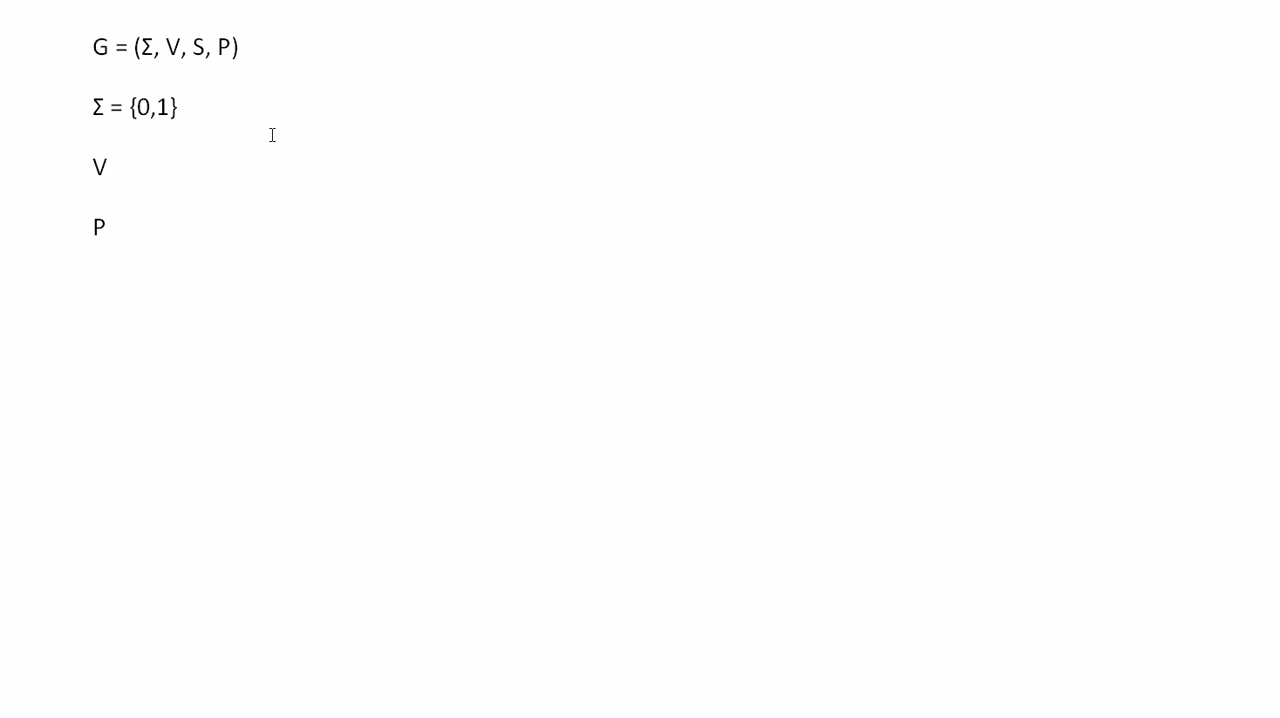 G = (Σ, V, S, P)
Σ = {0,1}
V
P